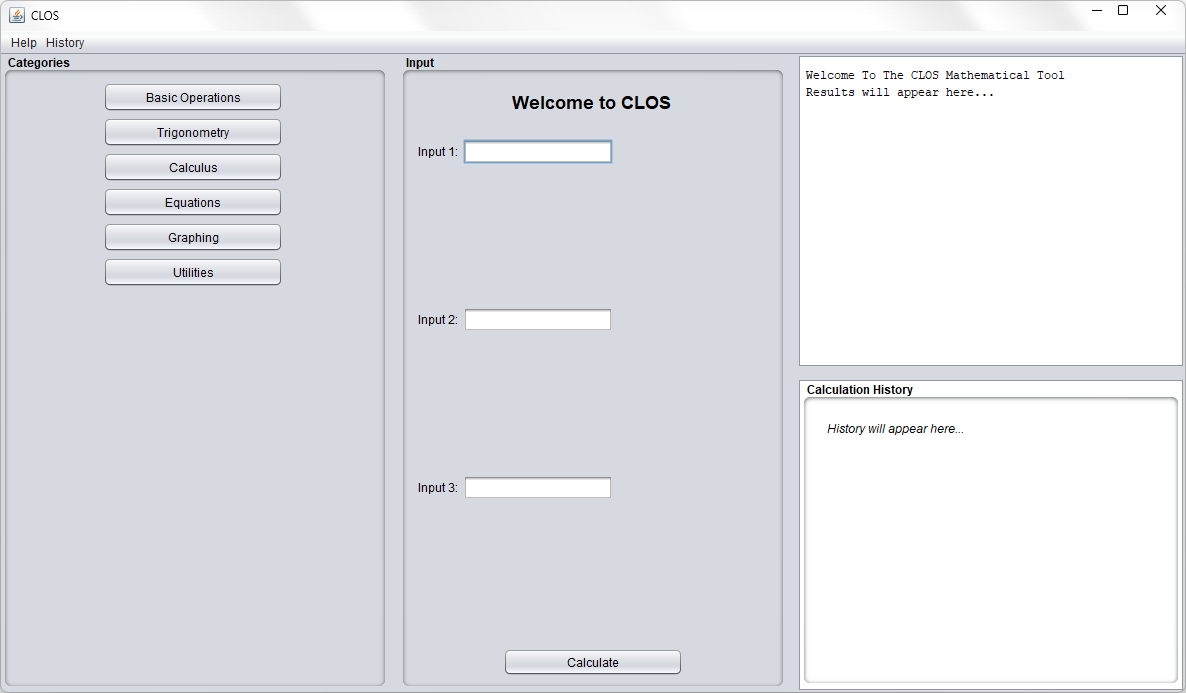 CLOS
Help History
Categories
Basic Operations
Trigonometry
Calculus
Equations
Graphing
Utilities
Input
Welcome to CLOS
Input 1:
Input 2:
Input 3:
Calculate
Welcome To The CLOS Mathematical Tool
Results will appear here...
Calculation History
History will appear here...